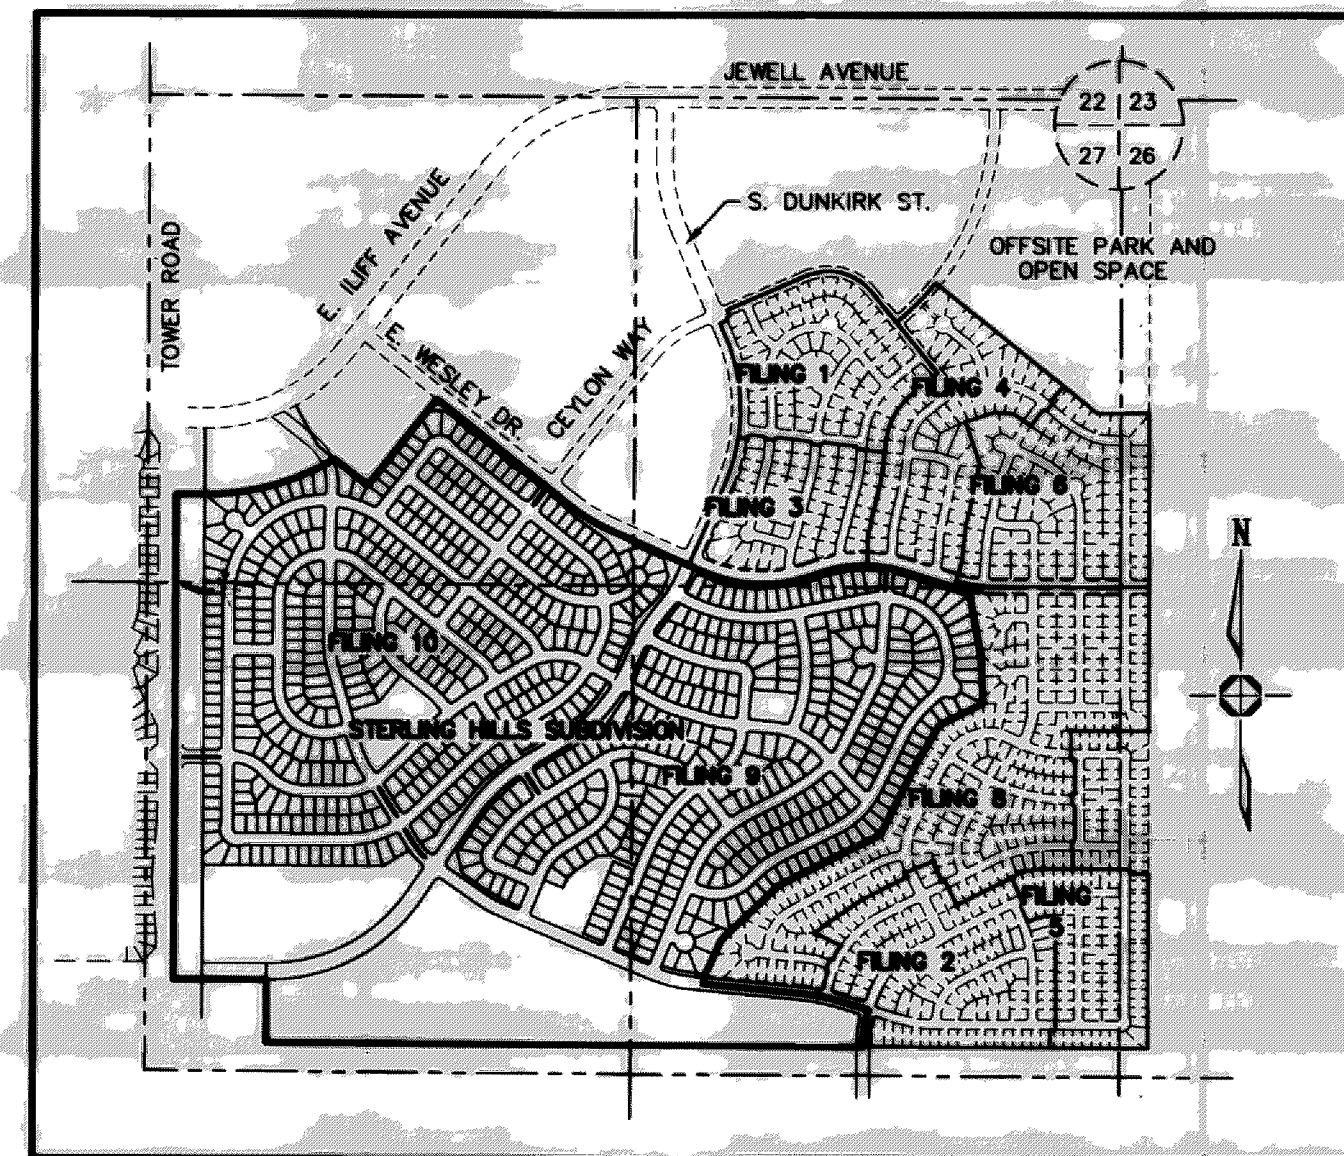 JEWELL AVENUE
22 23
27 26
S. DUNKIRK ST.
OFFSITE PARK AND
OPEN SPACE
TOWER ROAD
E. ILIFF AVENUE
E. WESLEY DR.
CEYLON WAY
FILING 1
FILING 4
FILING 3
FILING 6
N
FILING 10
STERLING HILLS SUBDIVISION
FILING 9
FILING 8
FILING
5
FILING 2